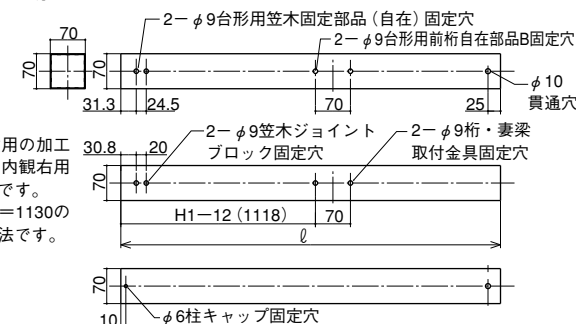 2－φ9台形用笠木固定部品（自在）固定穴
2－φ9台形用前桁自在部品B固定穴
70
70
70
31.3
24.5
70
25
φ10
貫通穴
用の加工
内観右用
です。
＝1130の
法です。
30.8
20
2－φ9笠木ジョイント
ブロック固定穴
2－φ9桁・妻梁
取付金具固定穴
70
H1－12（1118）
70
ℓ
70
10
φ6柱キャップ固定穴